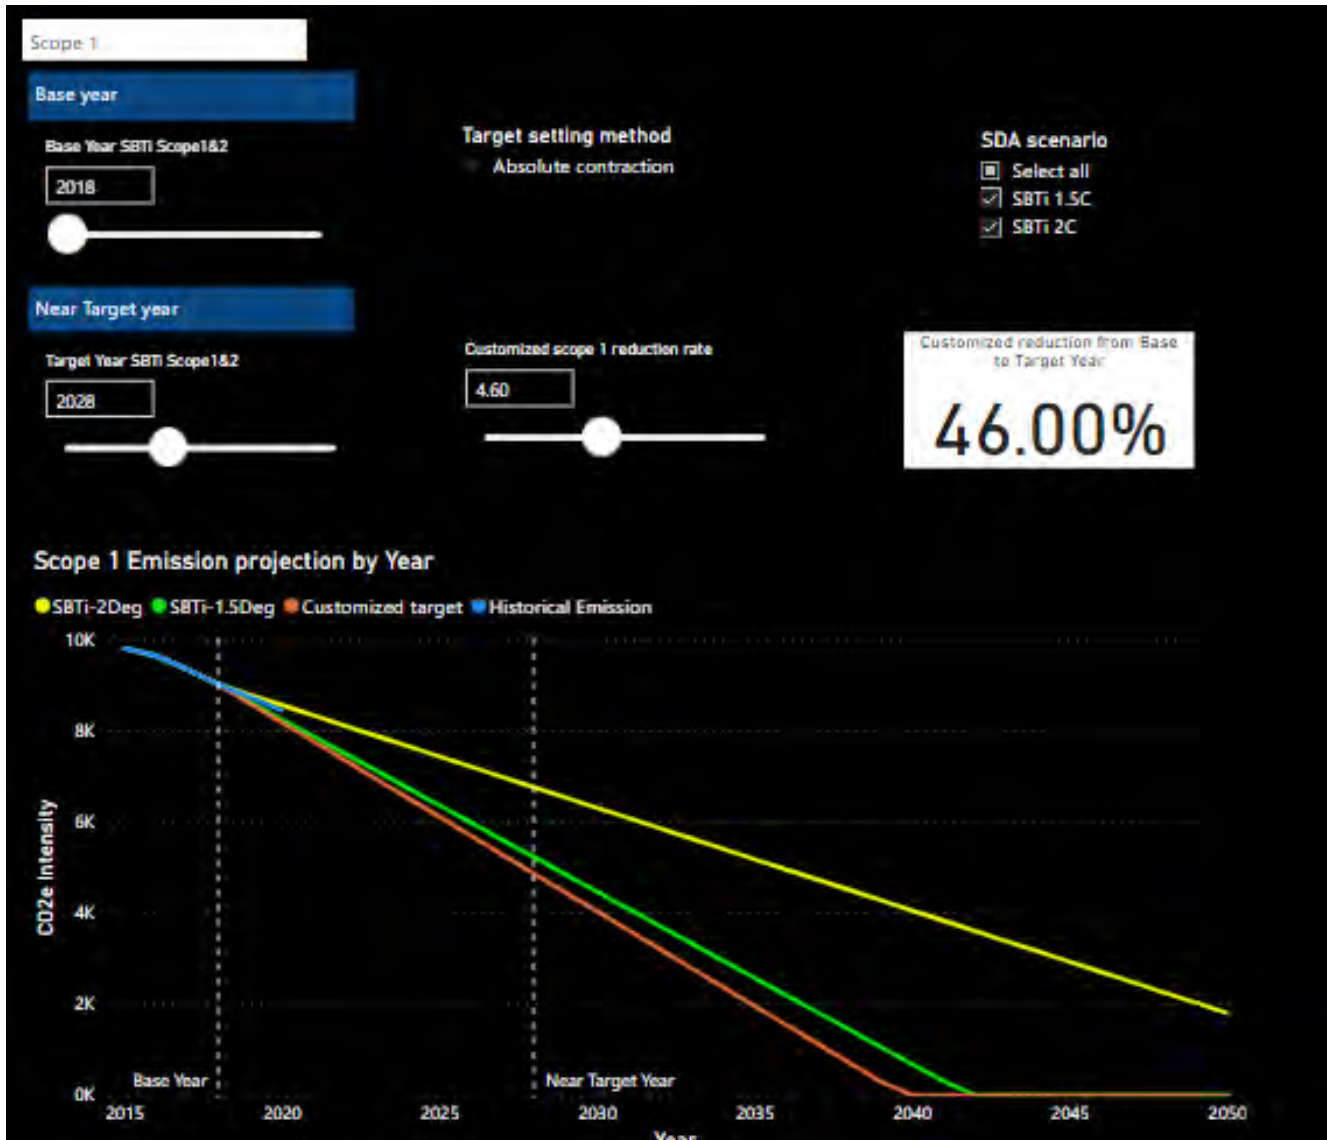 Scope 1
Base year
Base Year SBTi Scope1&2
2018
Target setting method
Absolute contraction
SDA scenario
Select all
SBTi 1.5C
SBTi 2C
Near Target year
Target Year SBTi Scope1&2
2028
Customized scope 1 reduction rate
4.60
Customized reduction from Base
to Target Year
46.00%
Scope 1 Emission projection by Year
SBTi-2Deg SBTi-1.5Deg Customized target Historical Emission
10K
8K
6K
4K
2K
0K
CO2e Intensity
Base Year
Near Target Year
2015 2020 2025 2030 2035 2040 2045 2050
Year